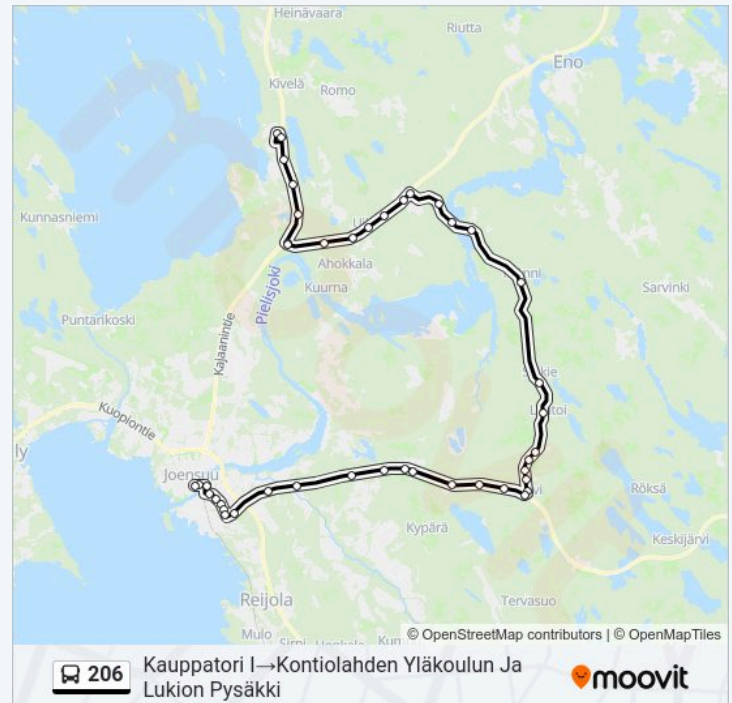 Heinävaara
Riutta
Eno
Kivelä
Romo
Kunnasniemi
Ahokkala
Kuurna
Sarvinki
Pielisjoki
Puntarikoski
Kajaanintie
Kuopiontie
ly
Joensuu
Röksä
Kypärä
Keskijärvi
Reijola
Tervasuo
Mulo
© OpenStreetMap contributors | © OpenMapTiles
206
Kauppatori I→Kontiolahden Yläkoulun Ja
Lukion Pysäkki
moovit